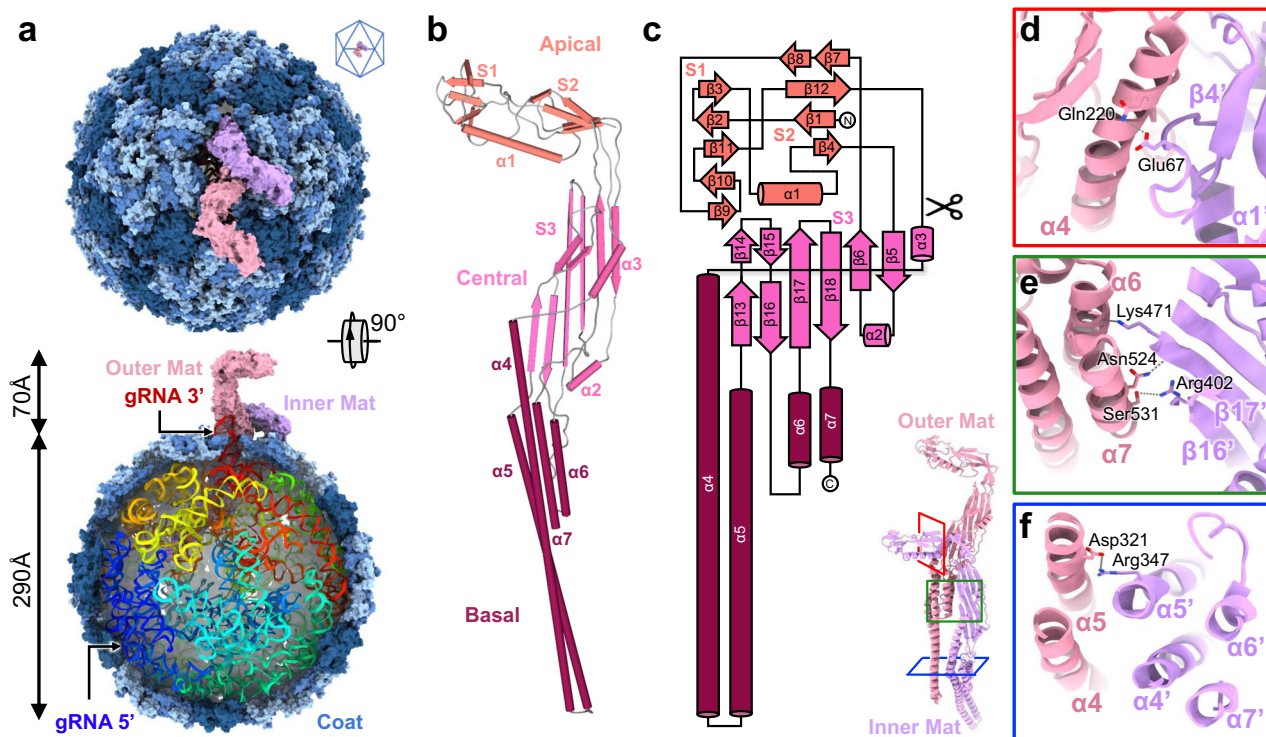 a
90°
Outer Mat
gRNA 3’
Inner Mat
70Å
290Å
gRNA 5’
Coat
b
Apical
S1
S2
α1
S3
Central
α3
α4
α2
α5
α6
α7
Basal
c
β8
β7
S1
β3
β12
β2
β1
N
S2
β11
β4
β10
α1
β9
S3
β14
β15
β17
β18
β6
β5
α3
β13
β16
α2
α6
α7
C
α4
α5
Outer Mat
Inner Mat
d
Gln220
β4’
Glu67
α4
α1’
e
α6
Lys471
Asn524
Arg402
Ser531
β17’
α7
β16’
f
Asp321
Arg347
α5
α5’
α6’
α4
α4’
α7’